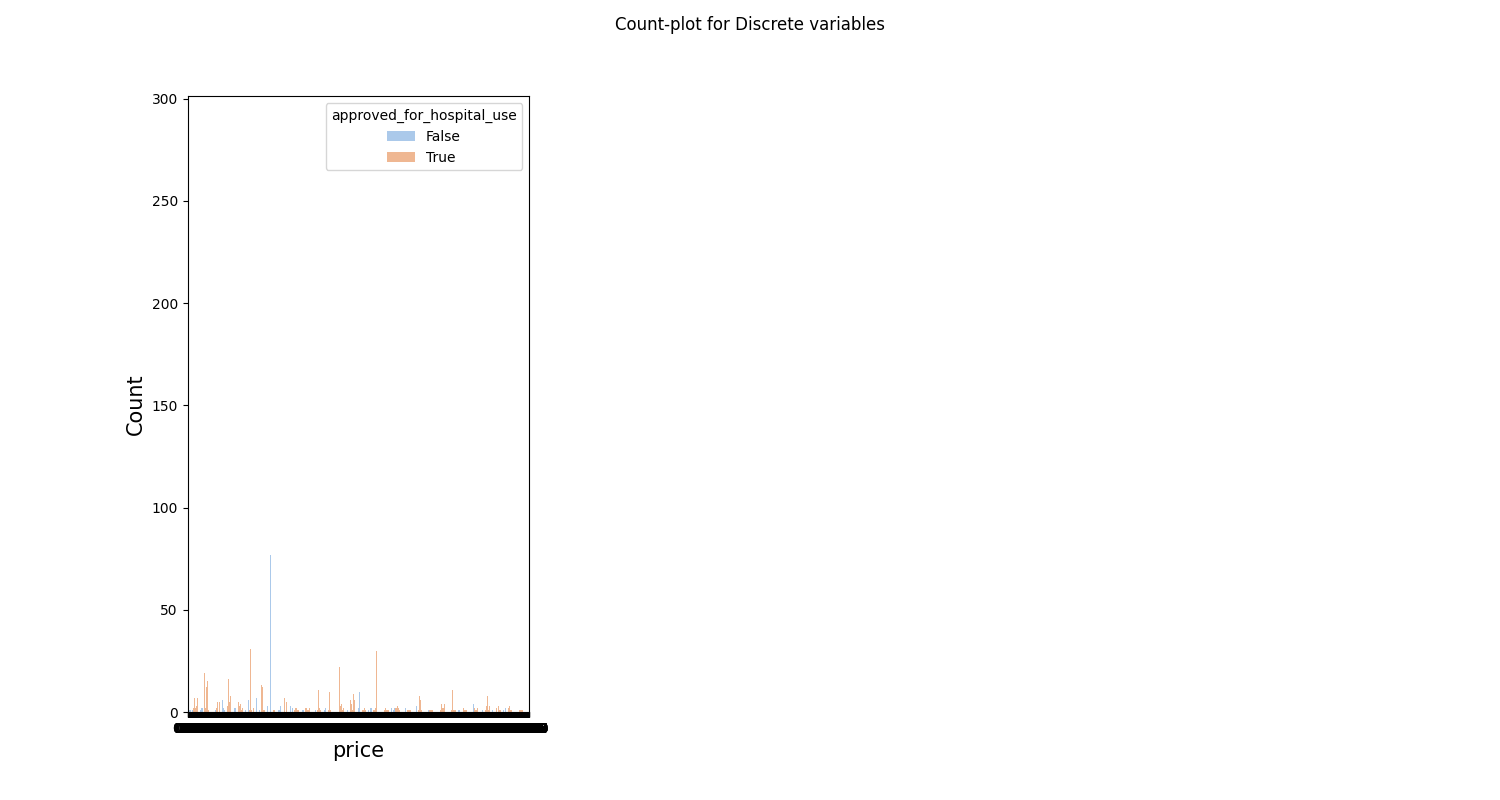 Count-plot for Discrete variables
300
250
200
150
100
50
0
Count
approved_for_hospital_use
False
True
price